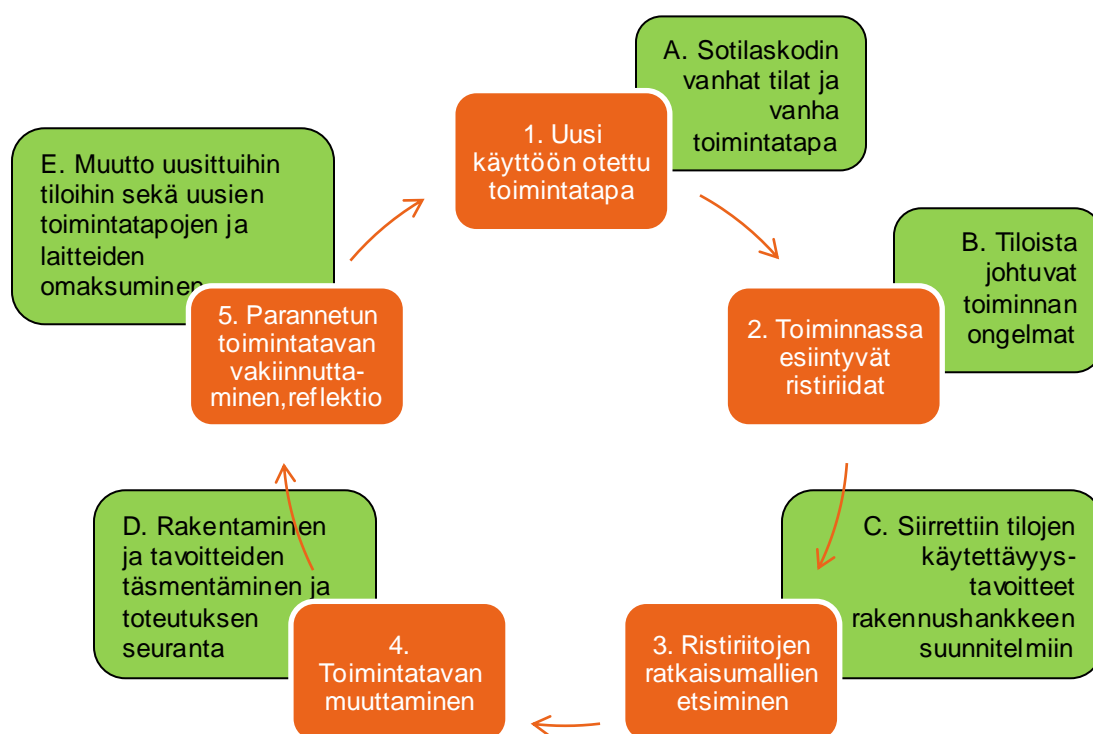 A. Sotilaskodin
vanhat tilat ja
vanha
toimintatapa
1. Uusi
käyttöön otettu
toimintatapa
B. Tiloista
johtuvat
toiminnan
ongelmat
2. Toiminnassa
esiintyvät
ristiriidat
C. Siirrettiin tilojen
käytettävyys-
tavoitteet
rakennushankkeen
suunnitelmiin
3. Ristiriitojen
ratkaisumallien
etsiminen
D. Rakentaminen
ja tavoitteiden
täsmentäminen ja
toteutuksen
seuranta
4.
Toimintatavan
muuttaminen
E. Muutto uusittuihin
tiloihin sekä uusien
toimintatapojen ja
laitteiden
omaksuminen
5. Parannetun
toimintatavan
vakiinnutta-
minen,reflektio